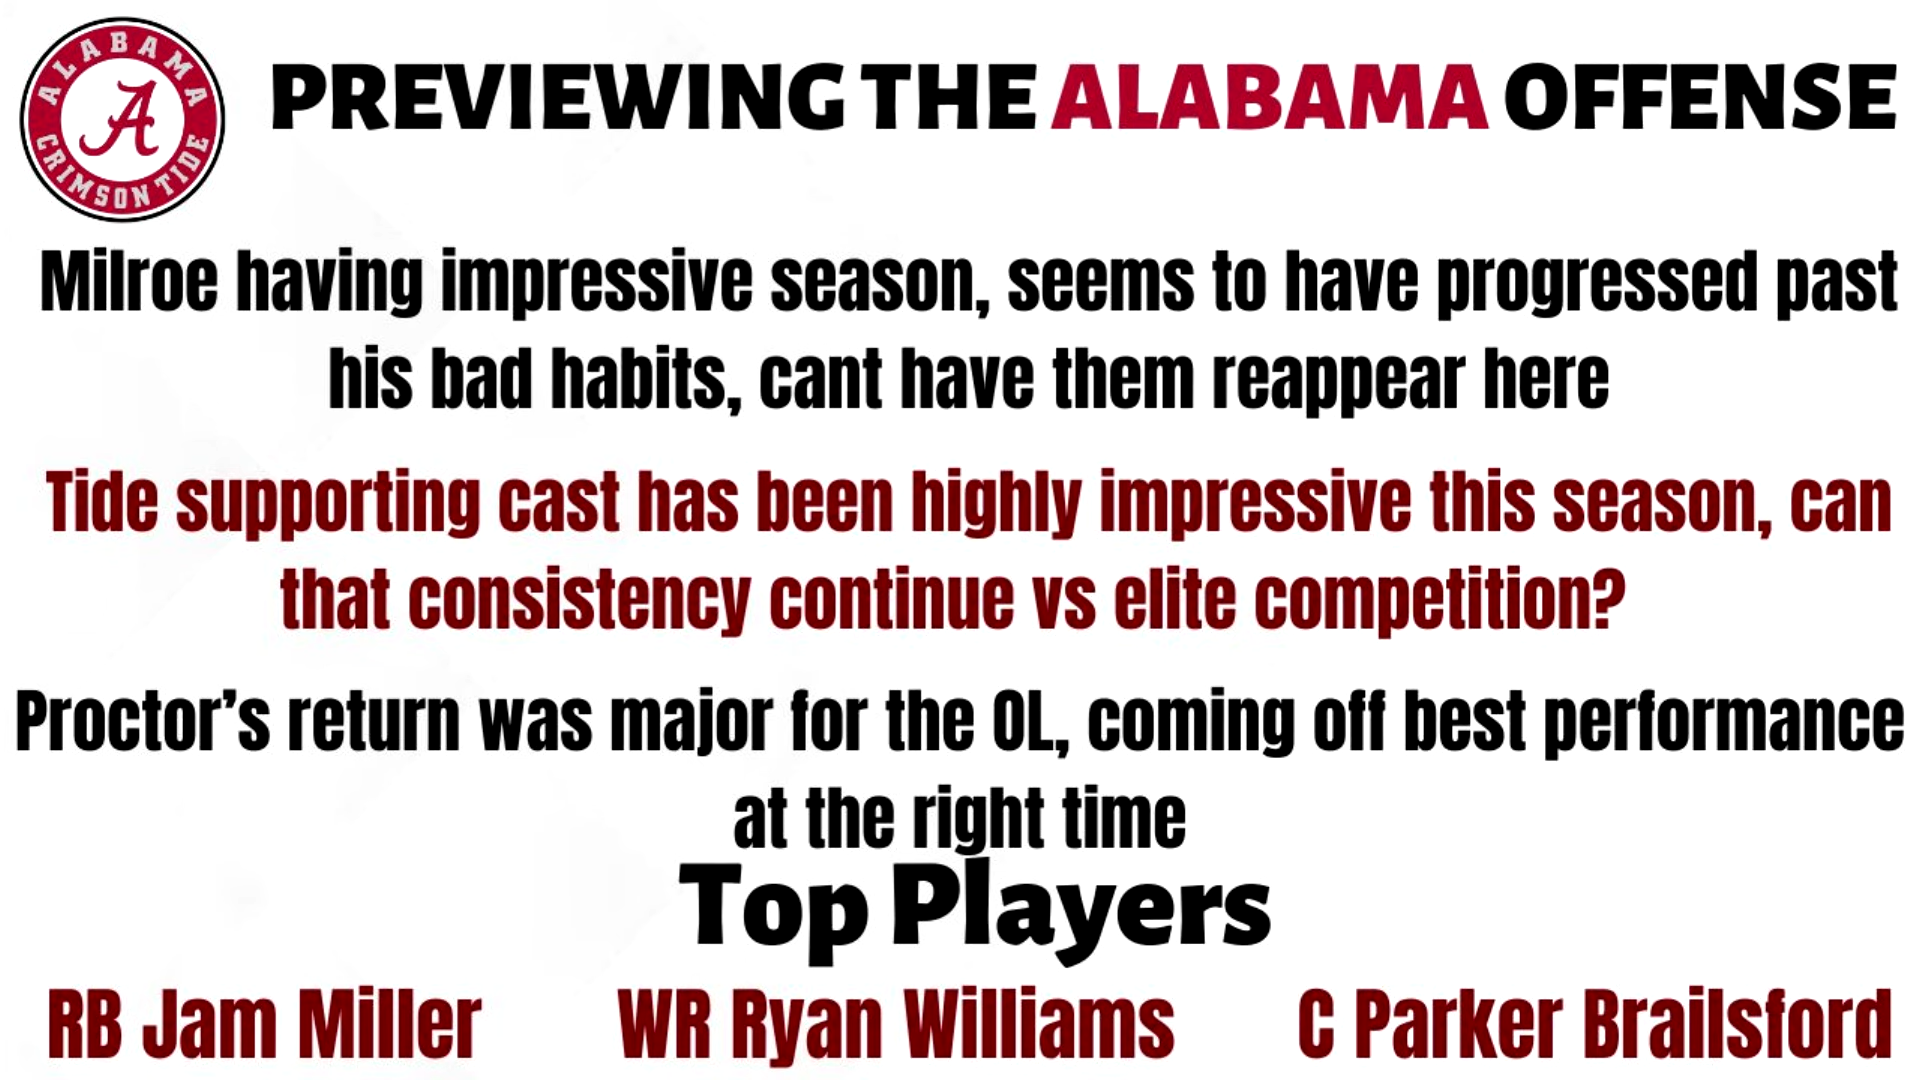 ALABAMA
A
CRIMSON TIDE
PREVIEWING THE ALABAMA OFFENSE
Milroe having impressive season, seems to have progressed past
his bad habits, cant have them reappear here
Tide supporting cast has been highly impressive this season, can
that consistency continue vs elite competition?
Proctor’s return was major for the OL, coming off best performance
at the right time
Top Players
RB Jam Miller WR Ryan Williams C Parker Brailsford